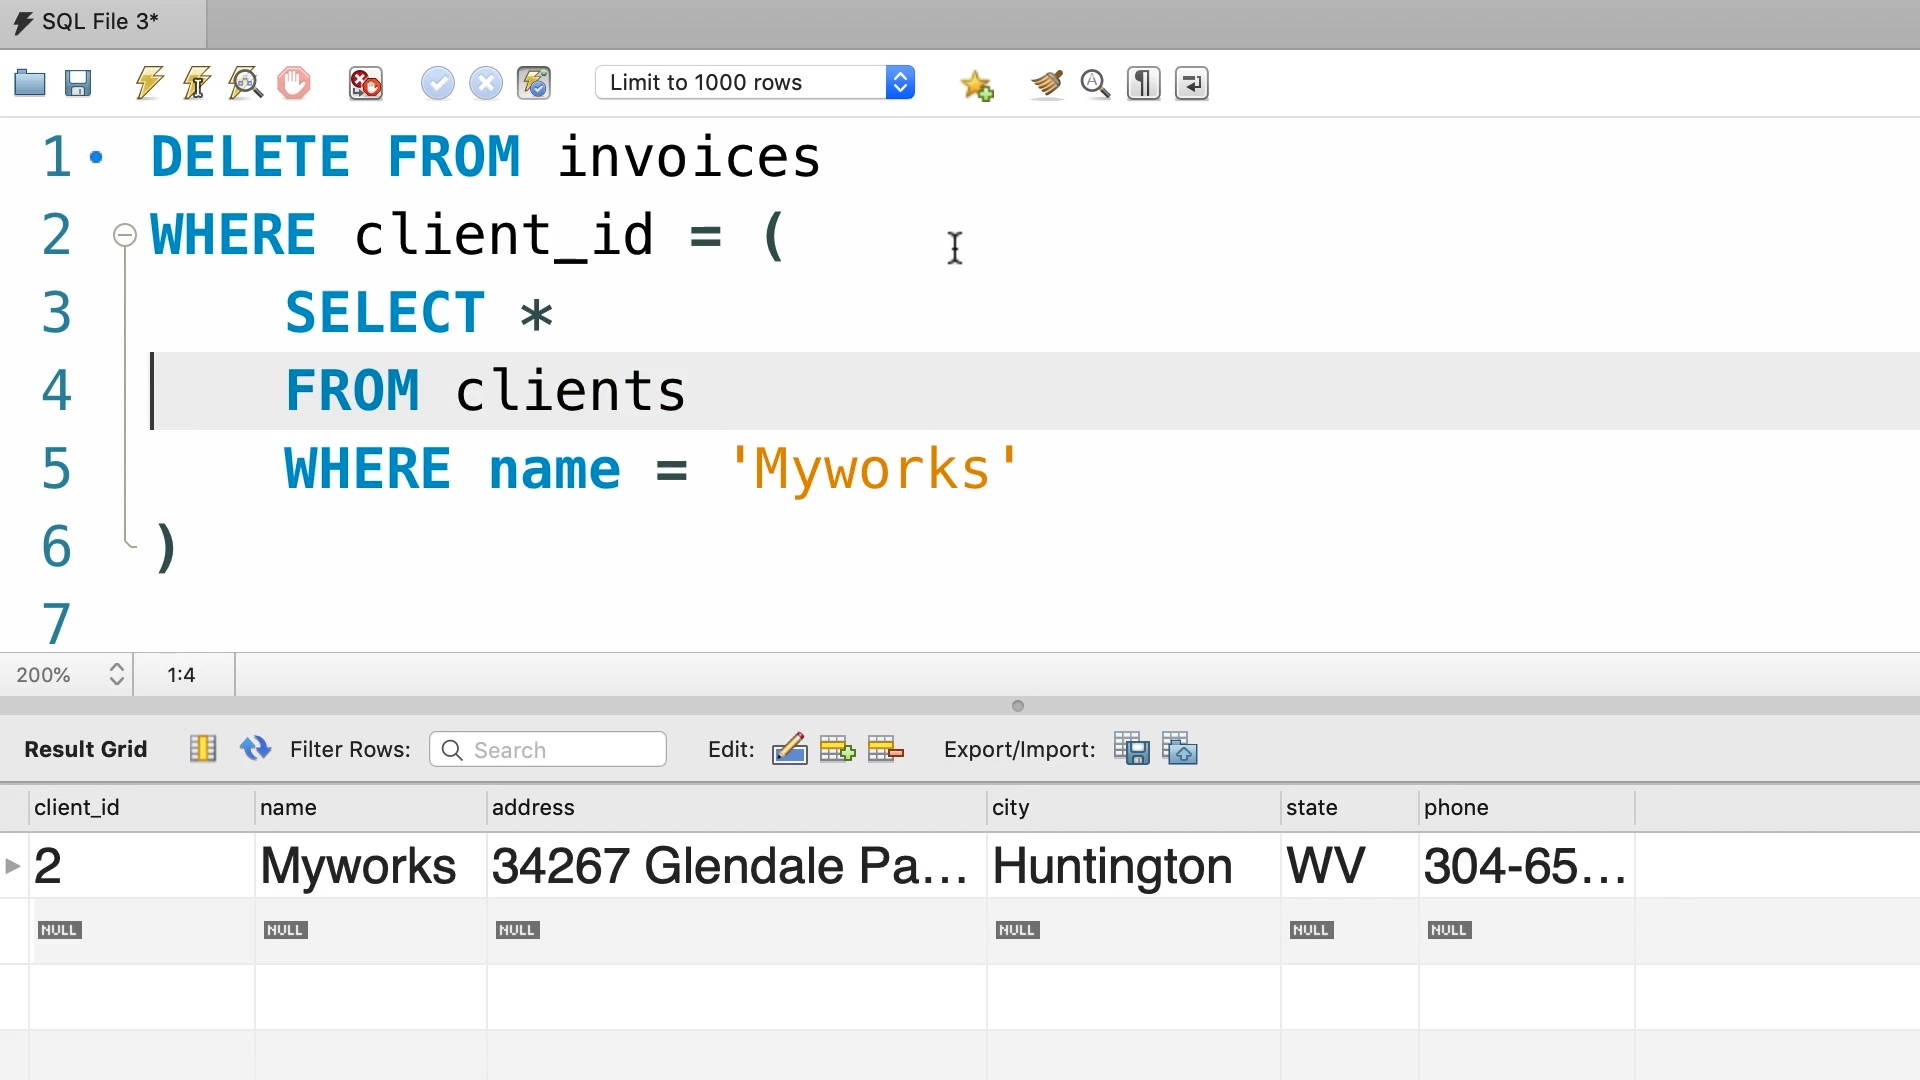 SQL File 3*
Limit to 1000 rows
1 DELETE FROM invoices
2 WHERE client_id = (
3 SELECT *
4 FROM clients
5 WHERE name = 'Myworks'
6 )
7
200% 1:4
Result Grid Filter Rows: Search Edit: Export/Import:
client_id name address city state phone
2 Myworks 34267 Glendale Pa... Huntington WV 304-65...
NULL NULL NULL NULL NULL NULL